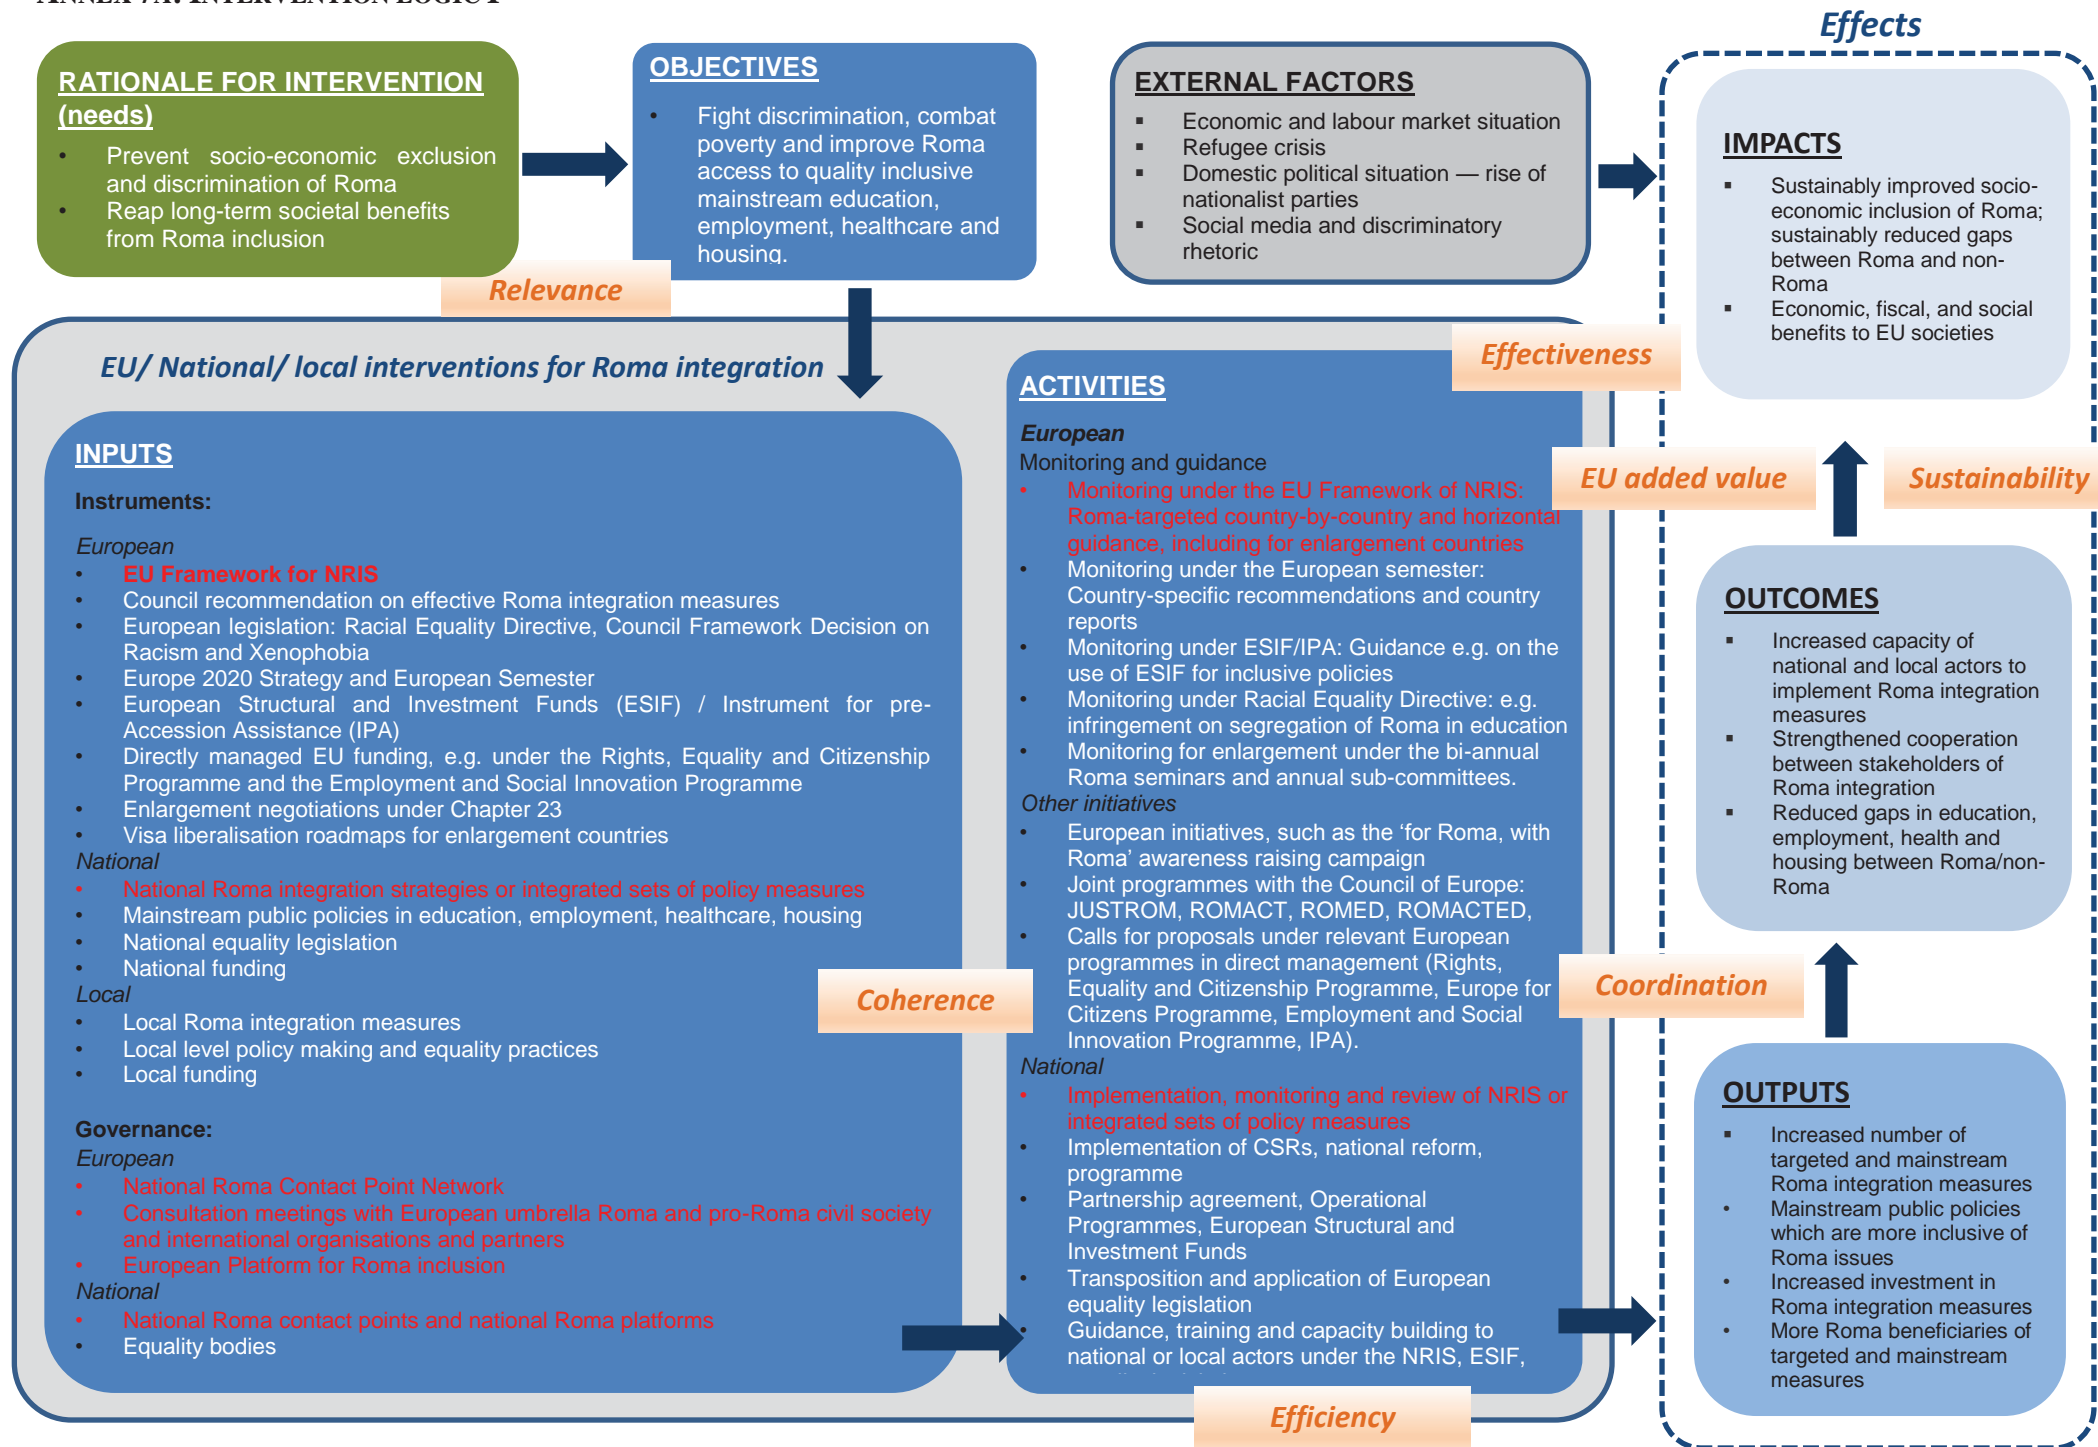 ANNEX 7A: INTERVENTION LOGIC I
RATIONALE FOR INTERVENTION
(needs)
• Prevent socio-economic exclusion
and discrimination of Roma
• Reap long-term societal benefits
from Roma inclusion
OBJECTIVES
• Fight discrimination, combat
poverty and improve Roma
access to quality inclusive
mainstream education,
employment, healthcare and
housing.
Relevance
EXTERNAL FACTORS
▪ Economic and labour market situation
▪ Refugee crisis
▪ Domestic political situation — rise of
nationalist parties
▪ Social media and discriminatory
rhetoric
Effects
IMPACTS
▪ Sustainably improved socio-
economic inclusion of Roma;
sustainably reduced gaps
between Roma and non-
Roma
▪ Economic, fiscal, and social
benefits to EU societies
EU/ National/ local interventions for Roma integration
INPUTS
Instruments:
European
• EU Framework for NRIS
• Council recommendation on effective Roma integration measures
• European legislation: Racial Equality Directive, Council Framework Decision on
Racism and Xenophobia
• Europe 2020 Strategy and European Semester
• European Structural and Investment Funds (ESIF) / Instrument for pre-
Accession Assistance (IPA)
• Directly managed EU funding, e.g. under the Rights, Equality and Citizenship
Programme and the Employment and Social Innovation Programme
• Enlargement negotiations under Chapter 23
• Visa liberalisation roadmaps for enlargement countries
National
• National Roma integration strategies or integrated sets of policy measures
• Mainstream public policies in education, employment, healthcare, housing
• National equality legislation
• National funding
Local
• Local Roma integration measures
• Local level policy making and equality practices
• Local funding
Governance:
European
• National Roma Contact Point Network
• Consultation meetings with European umbrella Roma and pro-Roma civil society
and international organisations and partners
• European Platform for Roma inclusion
National
• National Roma contact points and national Roma platforms
• Equality bodies
Coherence
ACTIVITIES
European
Monitoring and guidance
• Monitoring under the EU Framework of NRIS:
Roma-targeted country-by-country and horizontal
guidance, including for enlargement countries
• Monitoring under the European semester:
Country-specific recommendations and country
reports
• Monitoring under ESIF/IPA: Guidance e.g. on the
use of ESIF for inclusive policies
• Monitoring under Racial Equality Directive: e.g.
infringement on segregation of Roma in education
• Monitoring for enlargement under the bi-annual
Roma seminars and annual sub-committees.
Other initiatives
• European initiatives, such as the ‘for Roma, with
Roma’ awareness raising campaign
• Joint programmes with the Council of Europe:
JUSTROM, ROMACT, ROMED, ROMACTED,
• Calls for proposals under relevant European
programmes in direct management (Rights,
Equality and Citizenship Programme, Europe for
Citizens Programme, Employment and Social
Innovation Programme, IPA).
National
• Implementation, monitoring and review of NRIS or
integrated sets of policy measures
• Implementation of CSRs, national reform,
programme
• Partnership agreement, Operational
Programmes, European Structural and
Investment Funds
• Transposition and application of European
equality legislation
• Guidance, training and capacity building to
national or local actors under the NRIS, ESIF,
Effectiveness
EU added value
Sustainability
OUTCOMES
▪ Increased capacity of
national and local actors to
implement Roma integration
measures
▪ Strengthened cooperation
between stakeholders of
Roma integration
▪ Reduced gaps in education,
employment, health and
housing between Roma/non-
Roma
Coordination
OUTPUTS
▪ Increased number of
targeted and mainstream
Roma integration measures
• Mainstream public policies
which are more inclusive of
Roma issues
• Increased investment in
Roma integration measures
• More Roma beneficiaries of
targeted and mainstream
measures
Efficiency